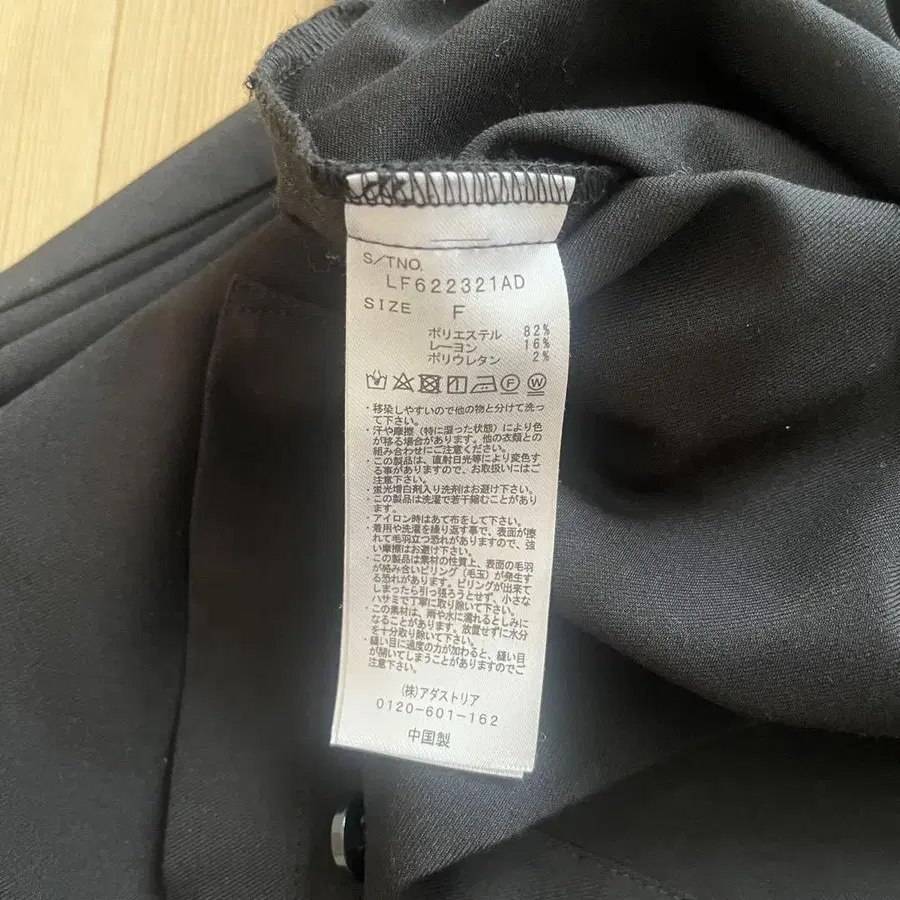 S/TNO.
LF622321AD
SIZE F
ポリエステル 82%
レーヨン 16%
ポリウレタン 2%
F W
・移染しやすいので他の物と分けて洗っ
て下さい。
・汗や摩擦（特に湿った状態）により色
が移る場合があります。他の衣類との
組み合わせにご注意ください。
・この製品は、直射日光等により変色す
る事がありますので、お取扱いにはご
注意下さい。
・蛍光増白剤入り洗剤はお避け下さい。
・この製品は洗濯で若干縮むことがあり
ます。
・アイロン時はあて布をして下さい。
・着用や洗濯を繰り返す事で、表面が擦
れて毛羽立つ恐れがありますので、強
い摩擦はお避け下さい。
・この製品は素材の性質上、表面の毛羽
が絡み合いピリング（毛玉）が発生す
る恐れがあります。ピリングが出来て
しまったら引っ張ろうとせず、小さな
ハサミで丁寧に取り除いて下さい。
・この素材は、雨や水に濡れるとしみに
なることがあります。放置せずに水分
を十分取り除いて下さい。
・縫い目に過度の力が加わると、縫い目
が開いてしまうことがありますのでご
注意下さい。
(株)アダストリア
0120-601-162
中国製